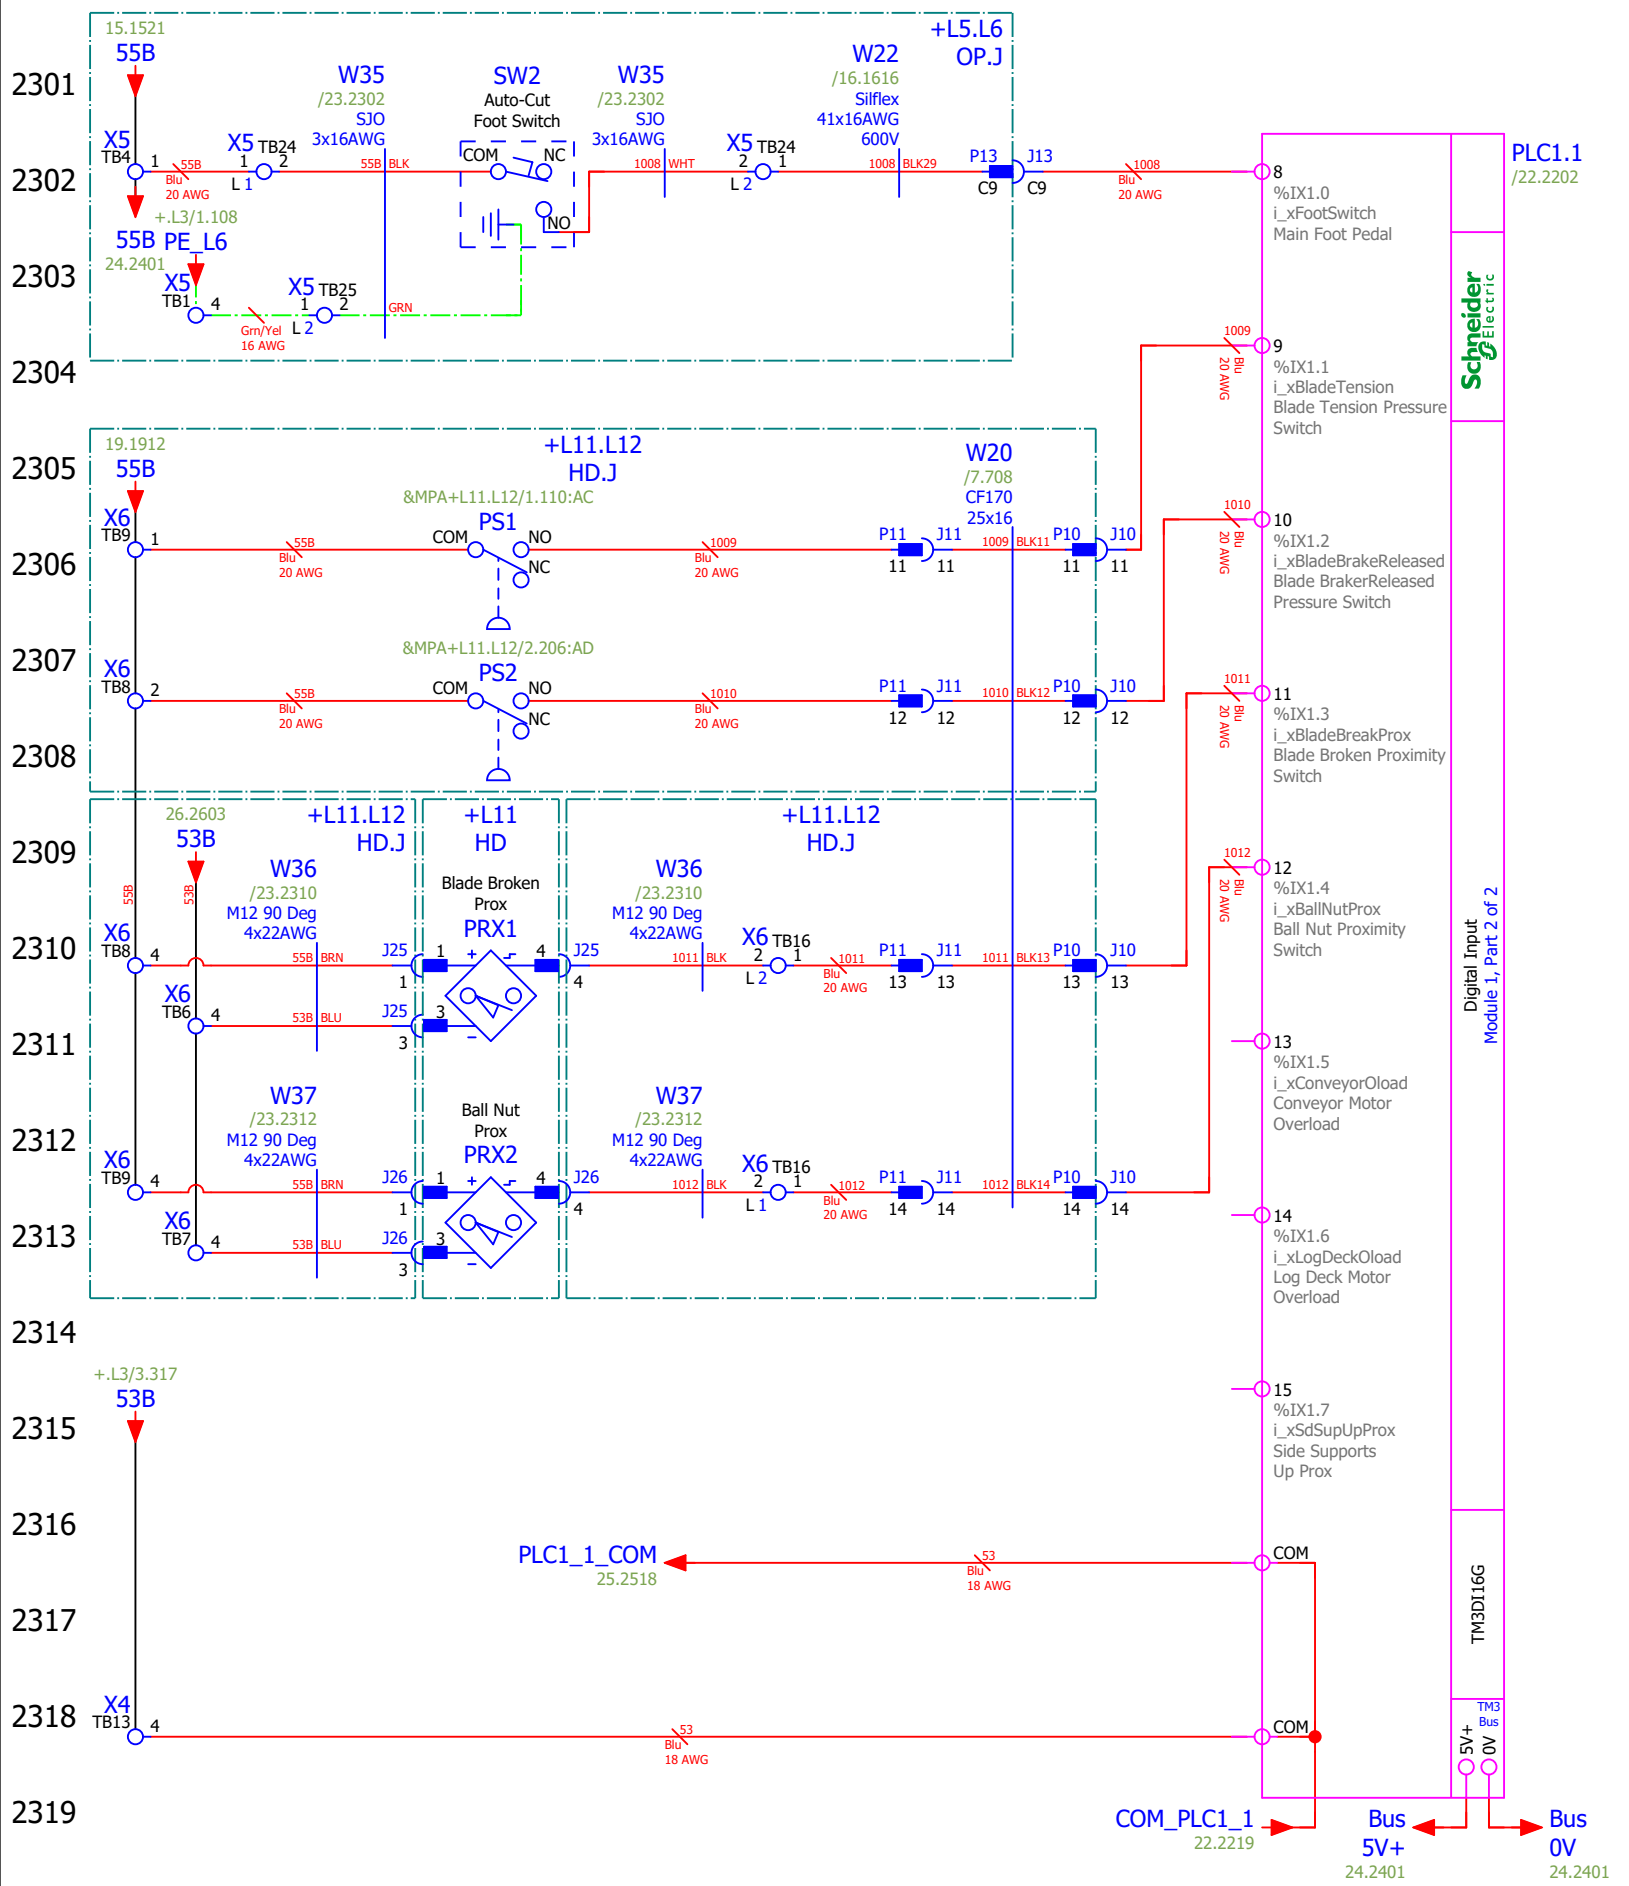 2301
2302
2303
2304
2305
2306
2307
2308
2309
2310
2311
2312
2313
2314
2315
2316
2317
2318
2319
15.1521
55B
X5
TB4
1
55B
Blu
20 AWG
X5 TB24
1 2
L 1
W35
/23.2302
SJO
3x16AWG
55B BLK
SW2
Auto-Cut
Foot Switch
COM NC
NO
W35
/23.2302
SJO
3x16AWG
1008 WHT
X5 TB24
2 1
L 2
W22
/16.1616
Silflex
41x16AWG
600V
1008 BLK29
+L5.L6
OP.J
P13 J13
C9 C9
1008
Blu
20 AWG
55B
24.2401
+.L3/1.108
PE_L6
X5
TB1 4
Grn/Yel
16 AWG
X5 TB25
1 2
L 2
GRN
19.1912
55B
+L11.L12
HD.J
W20
/7.708
CF170
25x16
X6
TB9 1
55B
Blu
20 AWG
&MPA+L11.L12/1.110:AC
PS1
COM NO
NC
1009
Blu
20 AWG
P11 J11
11 11
1009 BLK11
P10 J10
11 11
X6
TB8 2
55B
Blu
20 AWG
&MPA+L11.L12/2.206:AD
PS2
COM NO
NC
1010
Blu
20 AWG
P11 J11
12 12
1010 BLK12
P10 J10
12 12
26.2603
53B
+L11.L12
HD.J
+L11
HD
+L11.L12
HD.J
55B
53B
X6
TB8 4
W36
/23.2310
M12 90 Deg
4x22AWG
55B BRN
J25
1
1
Blade Broken
Prox
PRX1
+
4
J25
4
W36
/23.2310
M12 90 Deg
4x22AWG
1011 BLK
X6 TB16
2 1
L 2
1011
Blu
20 AWG
P11 J11
13 13
1011 BLK13
P10 J10
13 13
X6
TB6 4
53B BLU
J25
3
3
−
X6
TB9 4
W37
/23.2312
M12 90 Deg
4x22AWG
55B BRN
J26
1
1
Ball Nut
Prox
PRX2
+
4
J26
4
W37
/23.2312
M12 90 Deg
4x22AWG
1012 BLK
X6 TB16
2 1
L 1
1012
Blu
20 AWG
P11 J11
14 14
1012 BLK14
P10 J10
14 14
X6
TB7 4
53B BLU
J26
3
3
−
+.L3/3.317
53B
X4
TB13 4
53
Blu
18 AWG
PLC1_1_COM
25.2518
53
Blu
18 AWG
COM_PLC1_1
22.2219
1009
Blu
20 AWG
1010
Blu
20 AWG
1011
Blu
20 AWG
1012
Blu
20 AWG
PLC1.1
/22.2202
8
%IX1.0
i_xFootSwitch
Main Foot Pedal
9
%IX1.1
i_xBladeTension
Blade Tension Pressure
Switch
10
%IX1.2
i_xBladeBrakeReleased
Blade BrakerReleased
Pressure Switch
11
%IX1.3
i_xBladeBreakProx
Blade Broken Proximity
Switch
12
%IX1.4
i_xBallNutProx
Ball Nut Proximity
Switch
13
%IX1.5
i_xConveyorOload
Conveyor Motor
Overload
14
%IX1.6
i_xLogDeckOload
Log Deck Motor
Overload
15
%IX1.7
i_xSdSupUpProx
Side Supports
Up Prox
COM
COM
Schneider
Electric
Digital Input
Module 1, Part 2 of 2
TM3DI16G
TM3
Bus
5V+
0V
Bus
5V+
24.2401
Bus
0V
24.2401